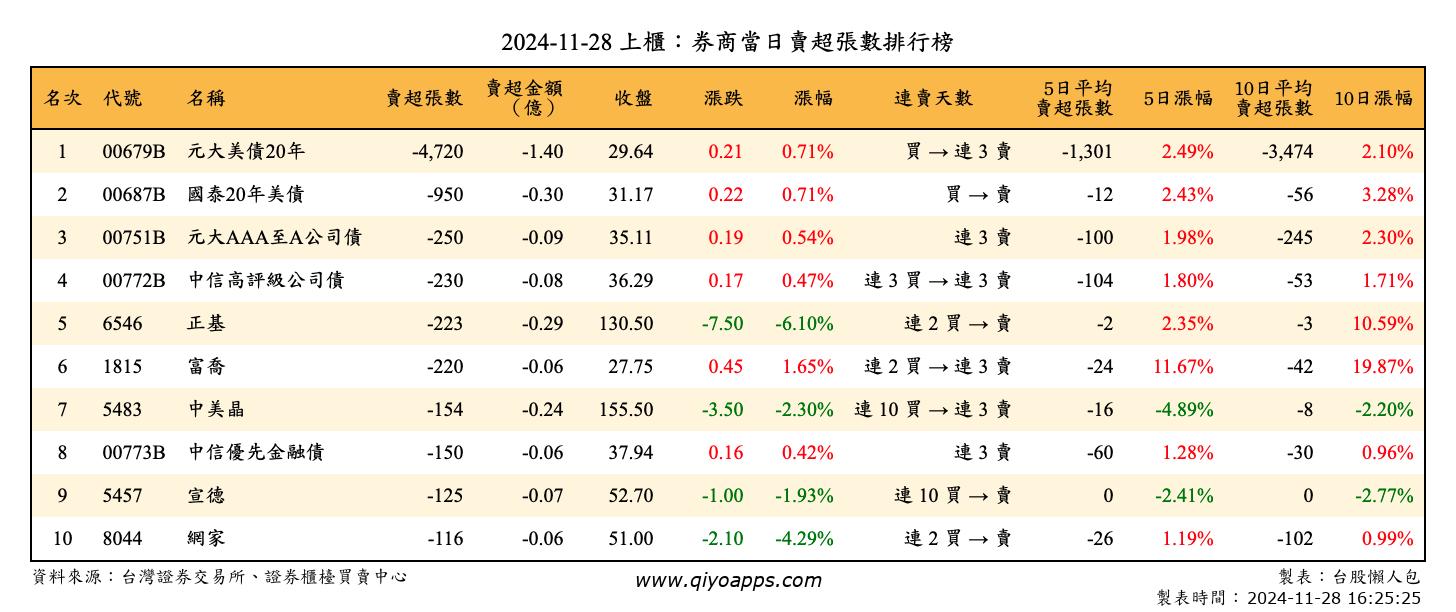 2024-11-28 上櫃：券商當日賣超張數排行榜
名次 代號 名稱 賣超張數 賣超金額（億） 收盤 漲跌 漲幅 連賣天數 5日平均賣超張數 5日漲幅 10日平均賣超張數 10日漲幅
1 00679B 元大美債20年 -4,720 -1.40 29.64 0.21 0.71% 買 → 連 3 賣 -1,301 2.49% -3,474 2.10%
2 00687B 國泰20年美債 -950 -0.30 31.17 0.22 0.71% 買 → 賣 -12 2.43% -56 3.28%
3 00751B 元大AAA至A公司債 -250 -0.09 35.11 0.19 0.54% 連 3 賣 -100 1.98% -245 2.30%
4 00772B 中信高評級公司債 -230 -0.08 36.29 0.17 0.47% 連 3 買 → 連 3 賣 -104 1.80% -53 1.71%
5 6546 正基 -223 -0.29 130.50 -7.50 -6.10% 連 2 買 → 賣 -2 2.35% -3 10.59%
6 1815 富喬 -220 -0.06 27.75 0.45 1.65% 連 2 買 → 連 3 賣 -24 11.67% -42 19.87%
7 5483 中美晶 -154 -0.24 155.50 -3.50 -2.30% 連 10 買 → 連 3 賣 -16 -4.89% -8 -2.20%
8 00773B 中信優先金融債 -150 -0.06 37.94 0.16 0.42% 連 3 賣 -60 1.28% -30 0.96%
9 5457 宣德 -125 -0.07 52.70 -1.00 -1.93% 連 10 買 → 賣 0 -2.41% 0 -2.77%
10 8044 網家 -116 -0.06 51.00 -2.10 -4.29% 連 2 買 → 賣 -26 1.19% -102 0.99%
資料來源：台灣證券交易所、證券櫃檯買賣中心 www.qiyoapps.com 製表：台股懶人包
製表時間：2024-11-28 16:25:25